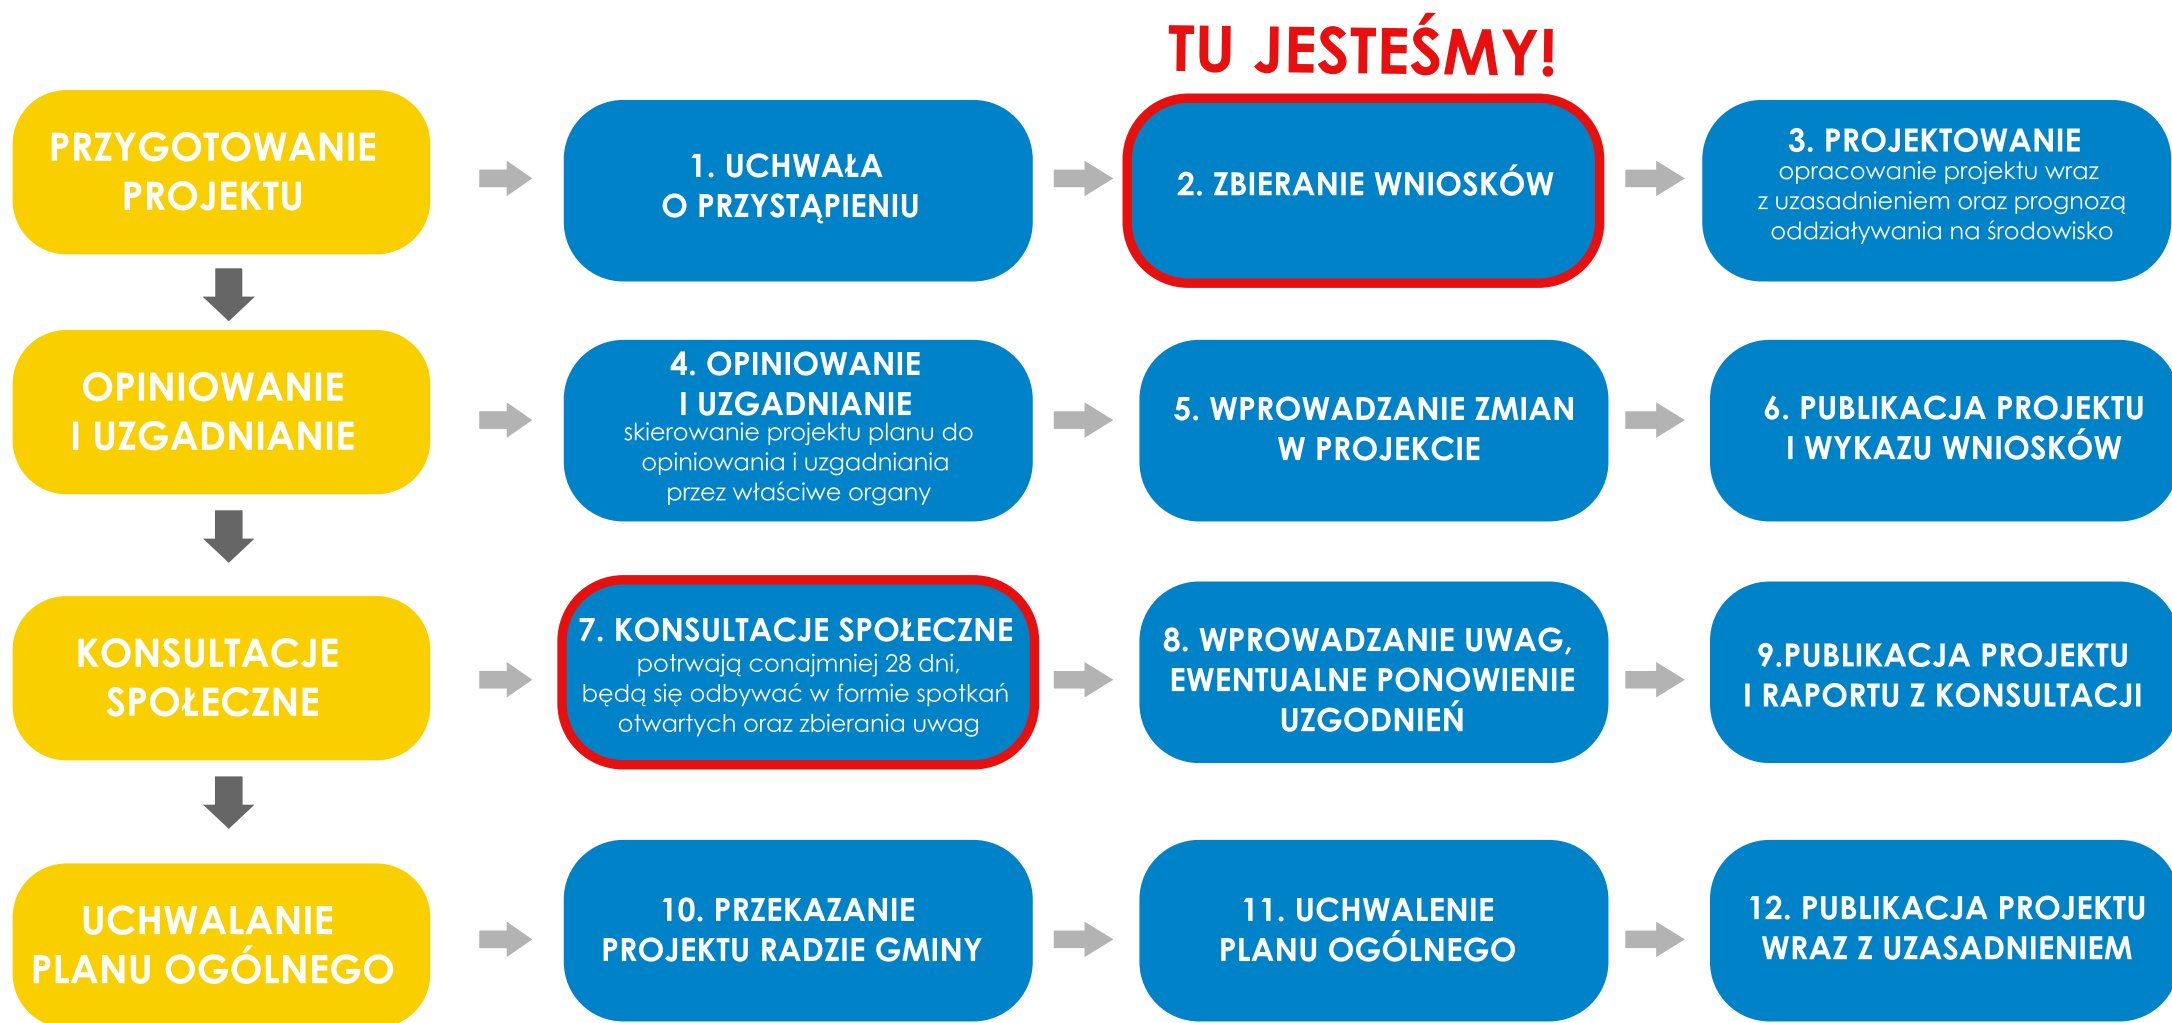 TU JESTEŚMY!
PRZYGOTOWANIE
PROJEKTU
1. UCHWAŁA
O PRZYSTĄPIENIU
2. ZBIERANIE WNIOSKÓW
3. PROJEKTOWANIE
opracowanie projektu wraz
z uzasadnieniem oraz prognozą
oddziaływania na środowisko
OPINIOWANIE
I UZGADNIANIE
4. OPINIOWANIE
I UZGADNIANIE
skierowanie projektu planu do
opiniowania i uzgadniania
przez właściwe organy
5. WPROWADZANIE ZMIAN
W PROJEKCIE
6. PUBLIKACJA PROJEKTU
I WYKAZU WNIOSKÓW
KONSULTACJE
SPOŁECZNE
7. KONSULTACJE SPOŁECZNE
potrwają conajmniej 28 dni,
będą się odbywać w formie spotkań
otwartych oraz zbierania uwag
8. WPROWADZANIE UWAG,
EWENTUALNE PONOWIENIE
UZGODNIEŃ
9.PUBLIKACJA PROJEKTU
I RAPORTU Z KONSULTACJI
UCHWALANIE
PLANU OGÓLNEGO
10. PRZEKAZANIE
PROJEKTU RADZIE GMINY
11. UCHWALENIE
PLANU OGÓLNEGO
12. PUBLIKACJA PROJEKTU
WRAZ Z UZASADNIENIEM